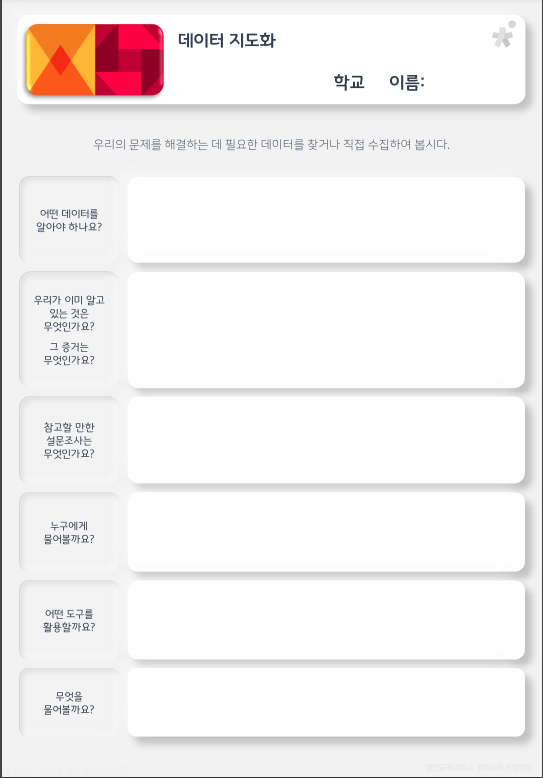 데이터 지도화
학교 이름:
우리의 문제를 해결하는 데 필요한 데이터를 찾거나 직접 수집하여 봅시다.
어떤 데이터를
알아야 하나요?
우리가 이미 알고
있는 것은
무엇인가요?
그 증거는
무엇인가요?
참고할 만한
설문조사는
무엇인가요?
누구에게
물어볼까요?
어떤 도구를
활용할까요?
무엇을
물어볼까요?